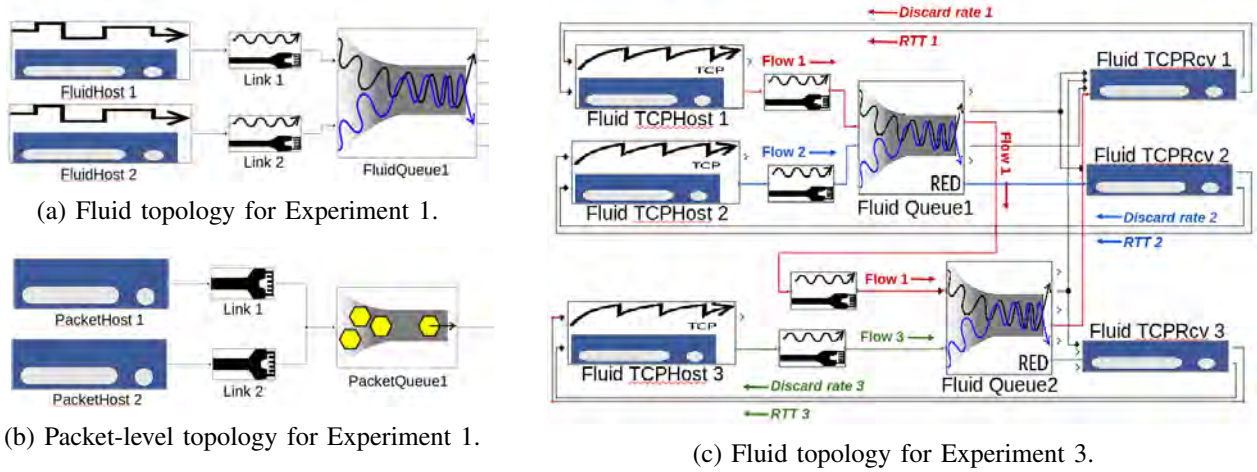 FluidHost 1
Link 1
FluidHost 2
Link 2
FluidQueue1
(a) Fluid topology for Experiment 1.
PacketHost 1
Link 1
PacketHost 2
Link 2
PacketQueue1
(b) Packet-level topology for Experiment 1.
Discard rate 1
RTT 1
TCP
Fluid TCPHost 1
Flow 1
Fluid TCPRcv 1
TCP
Fluid TCPHost 2
Flow 2
RED
Fluid Queue1
Flow 1
Fluid TCPRcv 2
Discard rate 2
RTT 2
Flow 1
TCP
Fluid TCPHost 3
Flow 3
RED
Fluid Queue2
Fluid TCPRcv 3
Discard rate 3
RTT 3
(c) Fluid topology for Experiment 3.